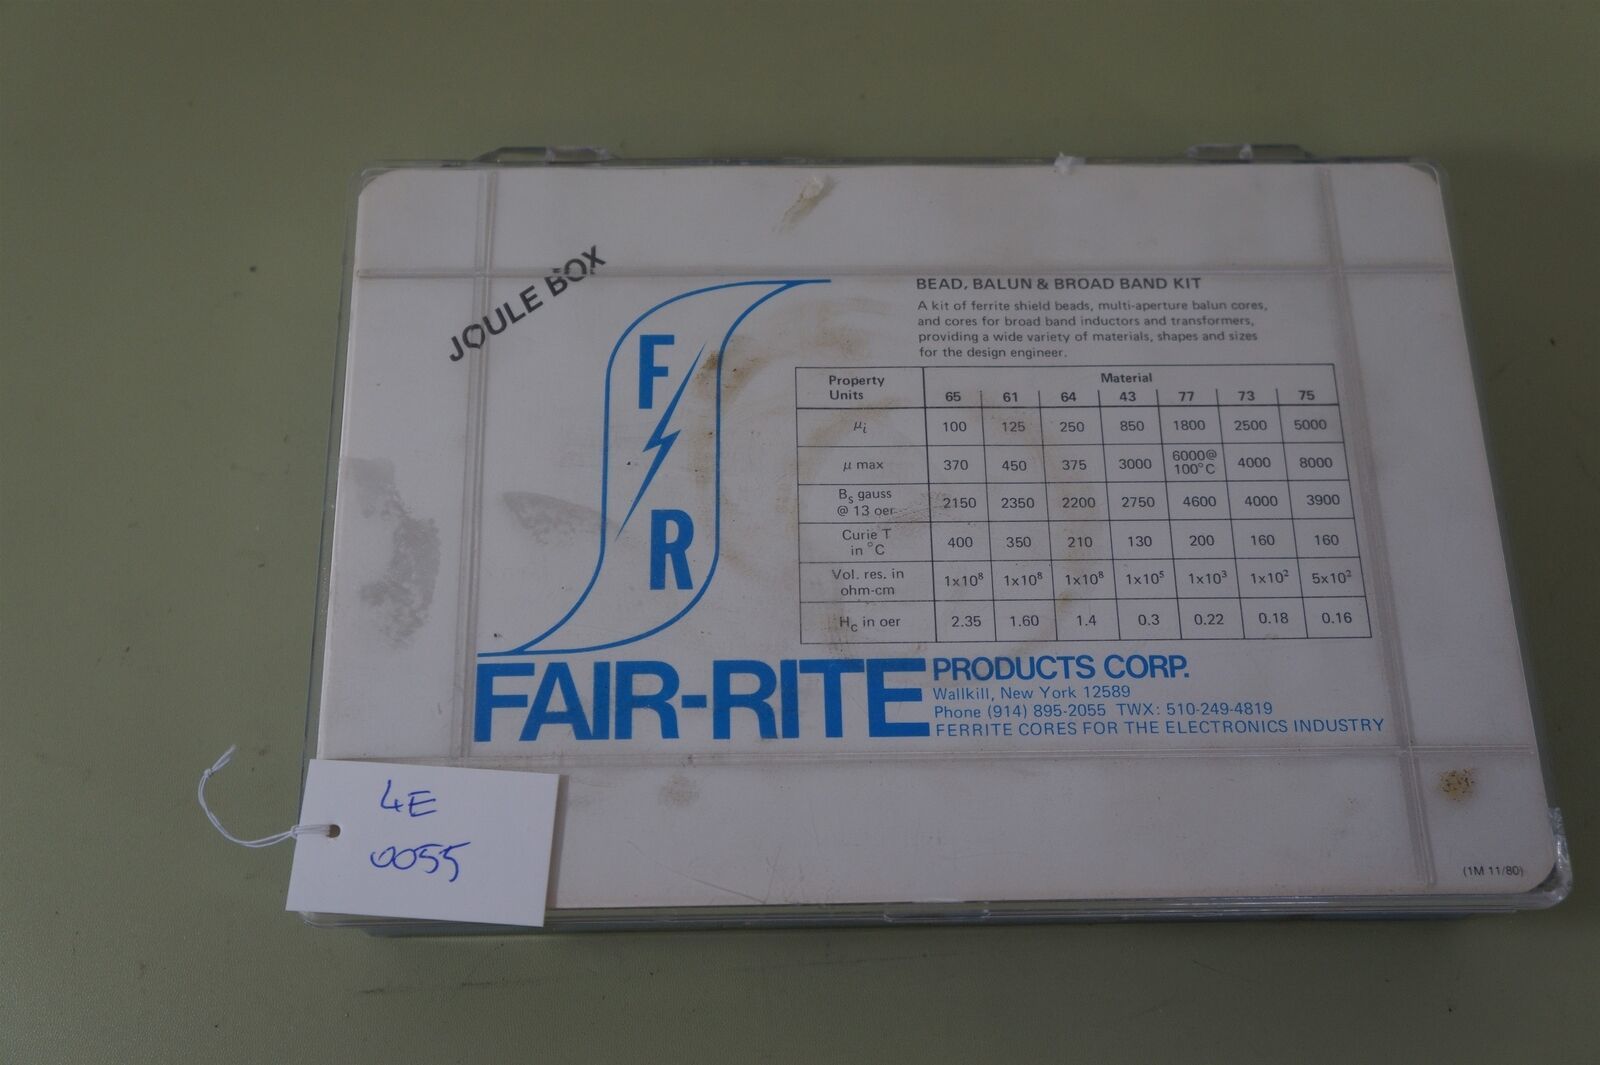 JOULE BOX
F
R
BEAD, BALUN & BROAD BAND KIT
A kit of ferrite shield beads, multi-aperture balun cores,
and cores for broad band inductors and transformers,
providing a wide variety of materials, shapes and sizes
for the design engineer.
Property Units Material
65 61 64 43 77 73 75
μi 100 125 250 850 1800 2500 5000
μ max 370 450 375 3000 6000@ 100°C 4000 8000
Bs gauss @ 13 oer 2150 2350 2200 2750 4600 4000 3900
Curie T in °C 400 350 210 130 200 160 160
Vol. res. in ohm-cm 1x10⁸ 1x10⁸ 1x10⁸ 1x10⁵ 1x10³ 1x10² 5x10²
Hc in oer 2.35 1.60 1.4 0.3 0.22 0.18 0.16
FAIR-RITE PRODUCTS CORP.
Wallkill, New York 12589
Phone (914) 895-2055 TWX: 510-249-4819
FERRITE CORES FOR THE ELECTRONICS INDUSTRY
4E
0055
(1M 11/80)